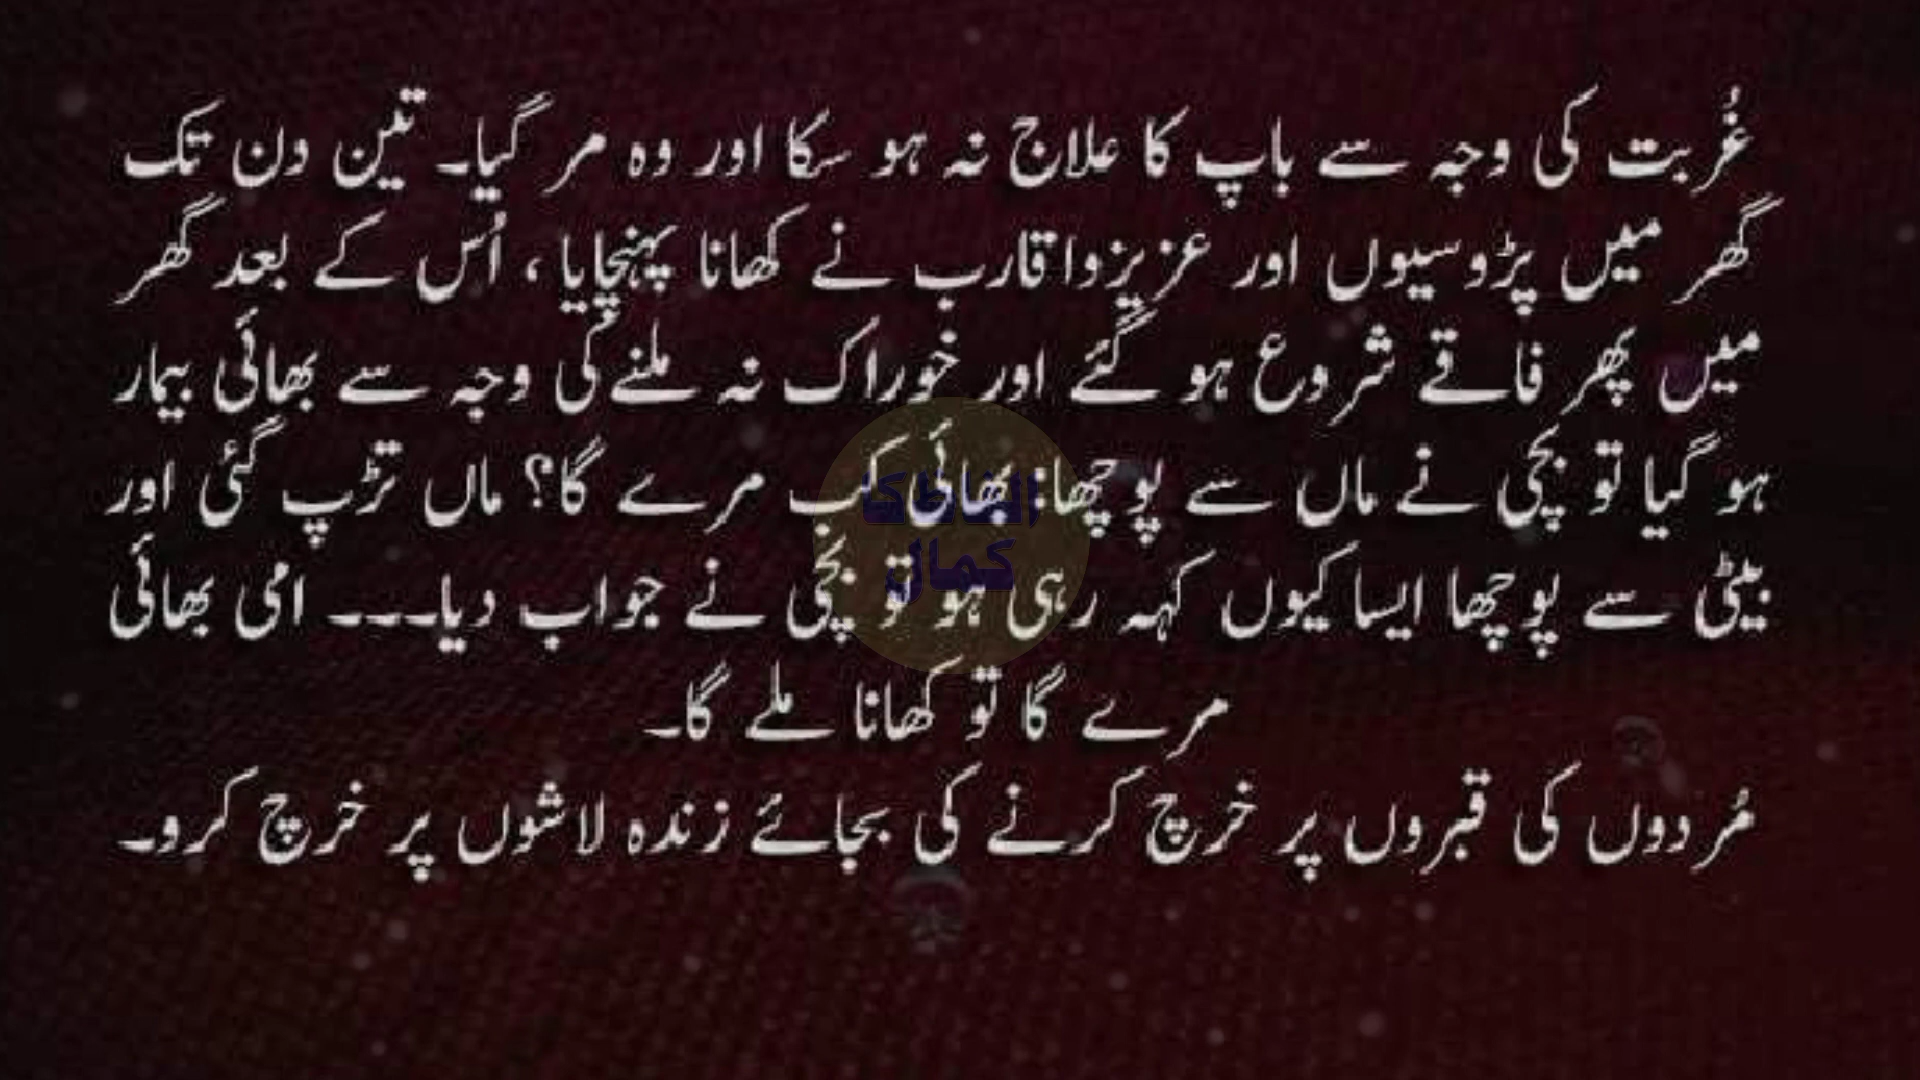 غُربت کی وجہ سے باپ کا علاج نہ ہو سکا اور وہ مر گیا۔ تین دن تک
گھر میں پڑوسیوں اور عزیزواقارب نے کھانا پہنچایا ، اُس کے بعد گھر
میں پھر فاقے شروع ہو گئے اور خوراک نہ ملنے کی وجہ سے بھائی بیمار
ہو گیا تو بچی نے ماں سے پوچھا: بھائی کب مرے گا؟ ماں تڑپ گئی اور
بیٹی سے پوچھا ایسا کیوں کہہ رہی ہو تو بچی نے جواب دیا۔۔۔ امی بھائی
مرے گا تو کھانا ملے گا۔
مُردوں کی قبروں پر خرچ کرنے کی بجائے زندہ لاشوں پر خرچ کرو۔
الفاظ کا
کمال